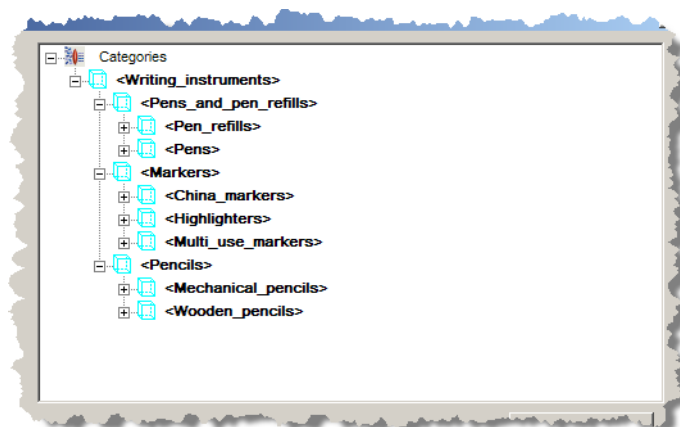 Categories
<Writing_instruments>
<Pens_and_pen_refills>
<Pen_refills>
<Pens>
<Markers>
<China_markers>
<Highlighters>
<Multi_use_markers>
<Pencils>
<Mechanical_pencils>
<Wooden_pencils>